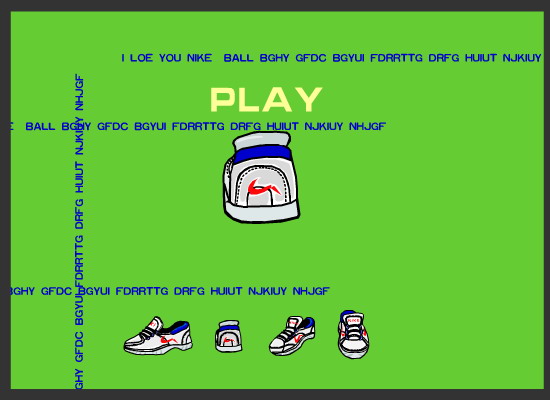 I LOE YOU NIKE BALL BGHY GFDC BGYUI FDRRTTG DRFG HUIUT NJKIUY
PLAY
E BALL BGHY GFDC BGYUI FDRRTTG DRFG HUIUT NJKIUY NHJGF
BGHY GFDC BGYUI FDRRTTG DRFG HUIUT NJKIUY NHJGF
GHY GFDC BGYUI FDRRTTG DRFG HUIUT NJKIUY NHJGF